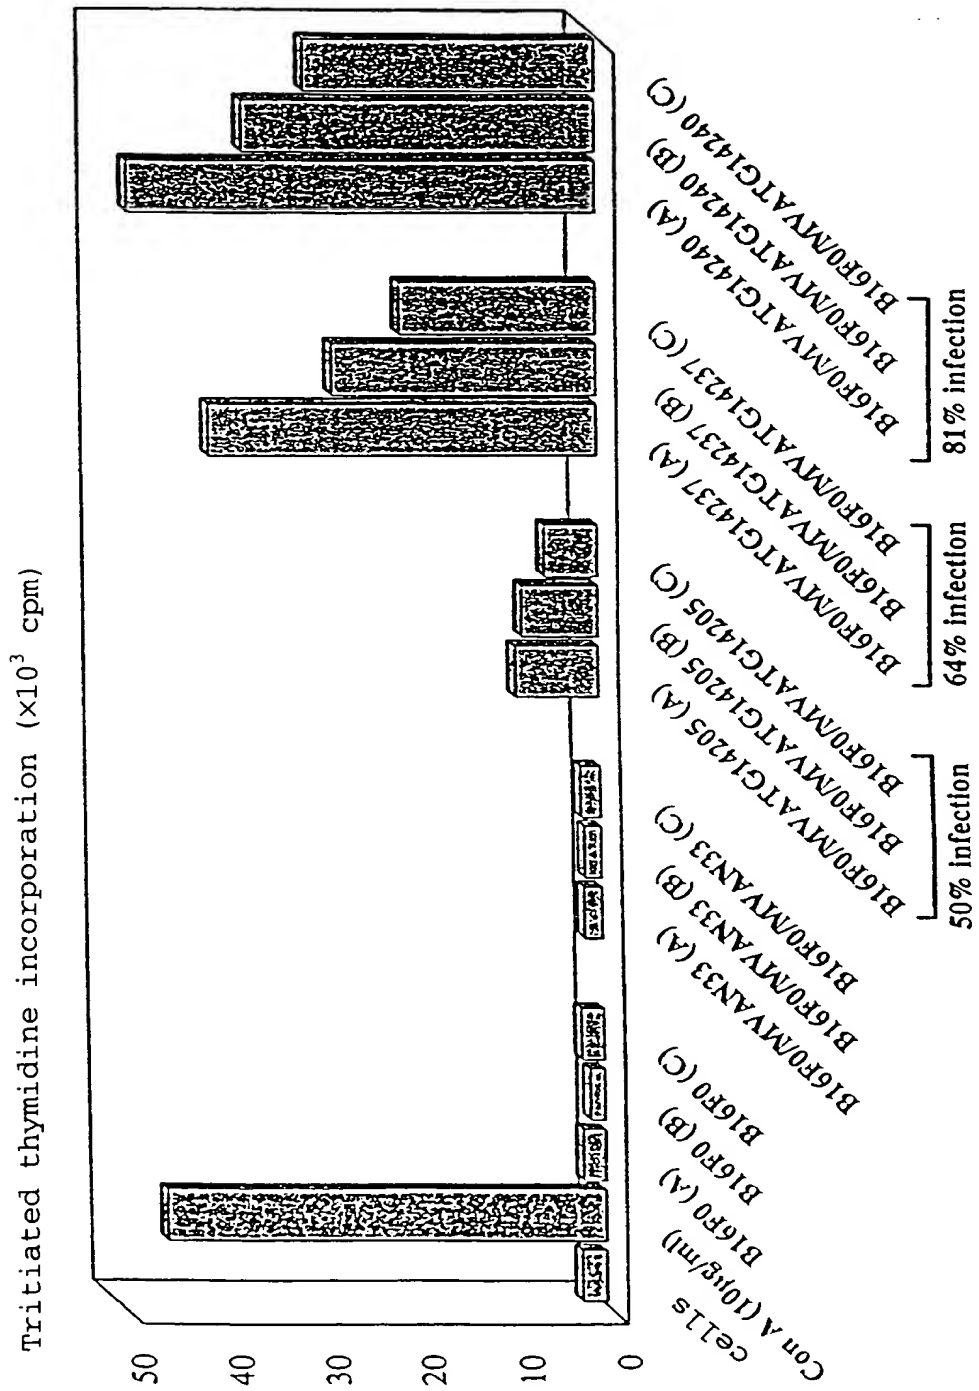 Tritiated thymidine incorporation (x10³ cpm)
50
40
30
20
10
0
cells
Con A (10µg/ml)
B16F0 (A)
B16F0 (B)
B16F0 (C)
B16F0/MVAN33 (A)
B16F0/MVAN33 (B)
B16F0/MVAN33 (C)
B16F0/MVATG14205 (A)
B16F0/MVATG14205 (B)
B16F0/MVATG14205 (C)
B16F0/MVATG14237 (A)
B16F0/MVATG14237 (B)
B16F0/MVATG14237 (C)
B16F0/MVATG14240 (A)
B16F0/MVATG14240 (B)
B16F0/MVATG14240 (C)
50% infection
64% infection
81% infection